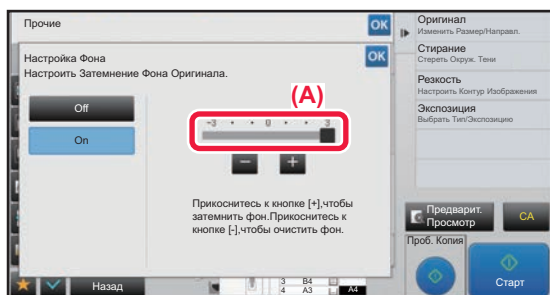 Прочие
OK
Настройка Фона
Настроить Затемнение Фона Оригинала.
OK
Off
On
(A)
-3 0 3
− +
Прикоснитесь к кнопке [+],чтобы
затемнить фон.Прикоснитесь к
кнопке [-],чтобы очистить фон.
Назад
3 B4
4 A3
A4
Оригинал
Изменить Размер/Направл.
Стирание
Стереть Окруж. Тени
Резкость
Настроить Контур Изображения
Экспозиция
Выбрать Тип/Экспозицию
Предварит.
Просмотр
CA
Проб. Копия
Старт